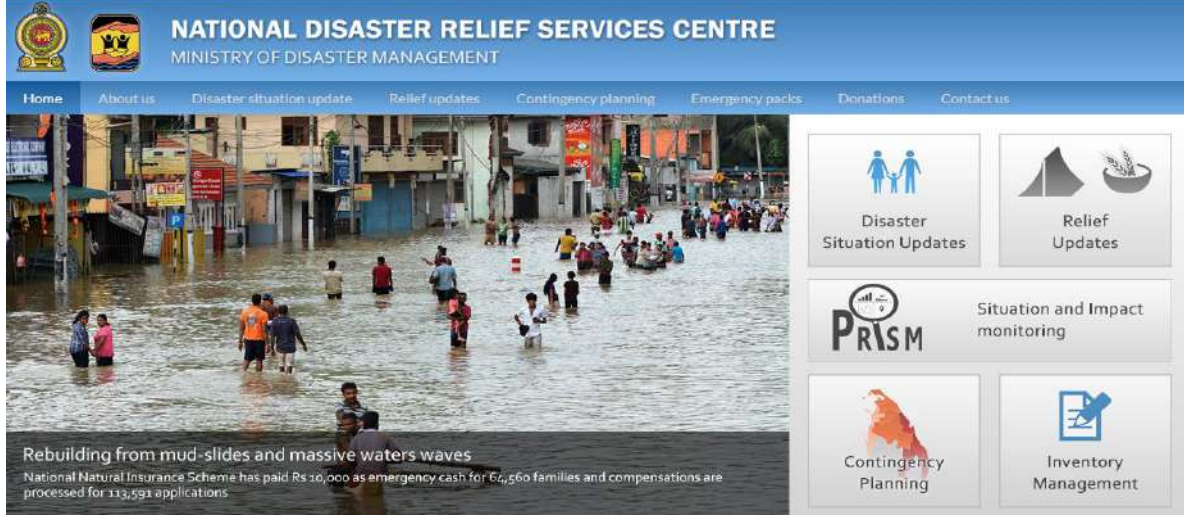 NATIONAL DISASTER RELIEF SERVICES CENTRE
MINISTRY OF DISASTER MANAGEMENT
Home About us Disaster situation update Relief updates Contingency planning Emergency packs Donations Contact us
P
Rebuilding from mud-slides and massive waters waves
National Natural Insurance Scheme has paid Rs 10,000 as emergency cash for 64,560 families and compensations are
processed for 113,591 applications
Disaster
Situation Updates
Relief
Updates
PRISM
Situation and Impact
monitoring
Contingency
Planning
Inventory
Management